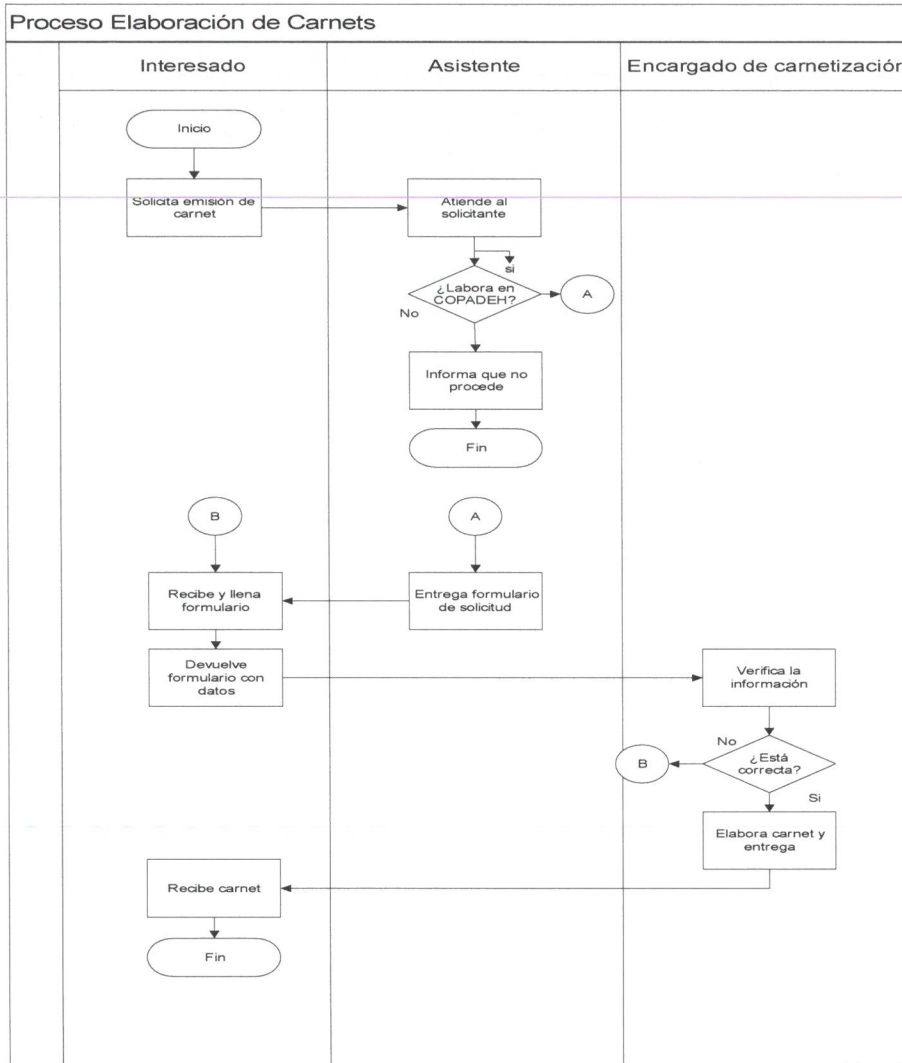 Proceso Elaboración de Carnets
Interesado
Asistente
Encargado de carnetización
Inicio
Solicita emisión de
carnet
Atiende al
solicitante
si
¿Labora en
COPADEH?
A
No
Informa que no
procede
Fin
B
A
Recibe y llena
formulario
Entrega formulario
de solicitud
Devuelve
formulario con
datos
Verifica la
información
No
¿Está
correcta?
B
Si
Elabora carnet y
entrega
Recibe carnet
Fin